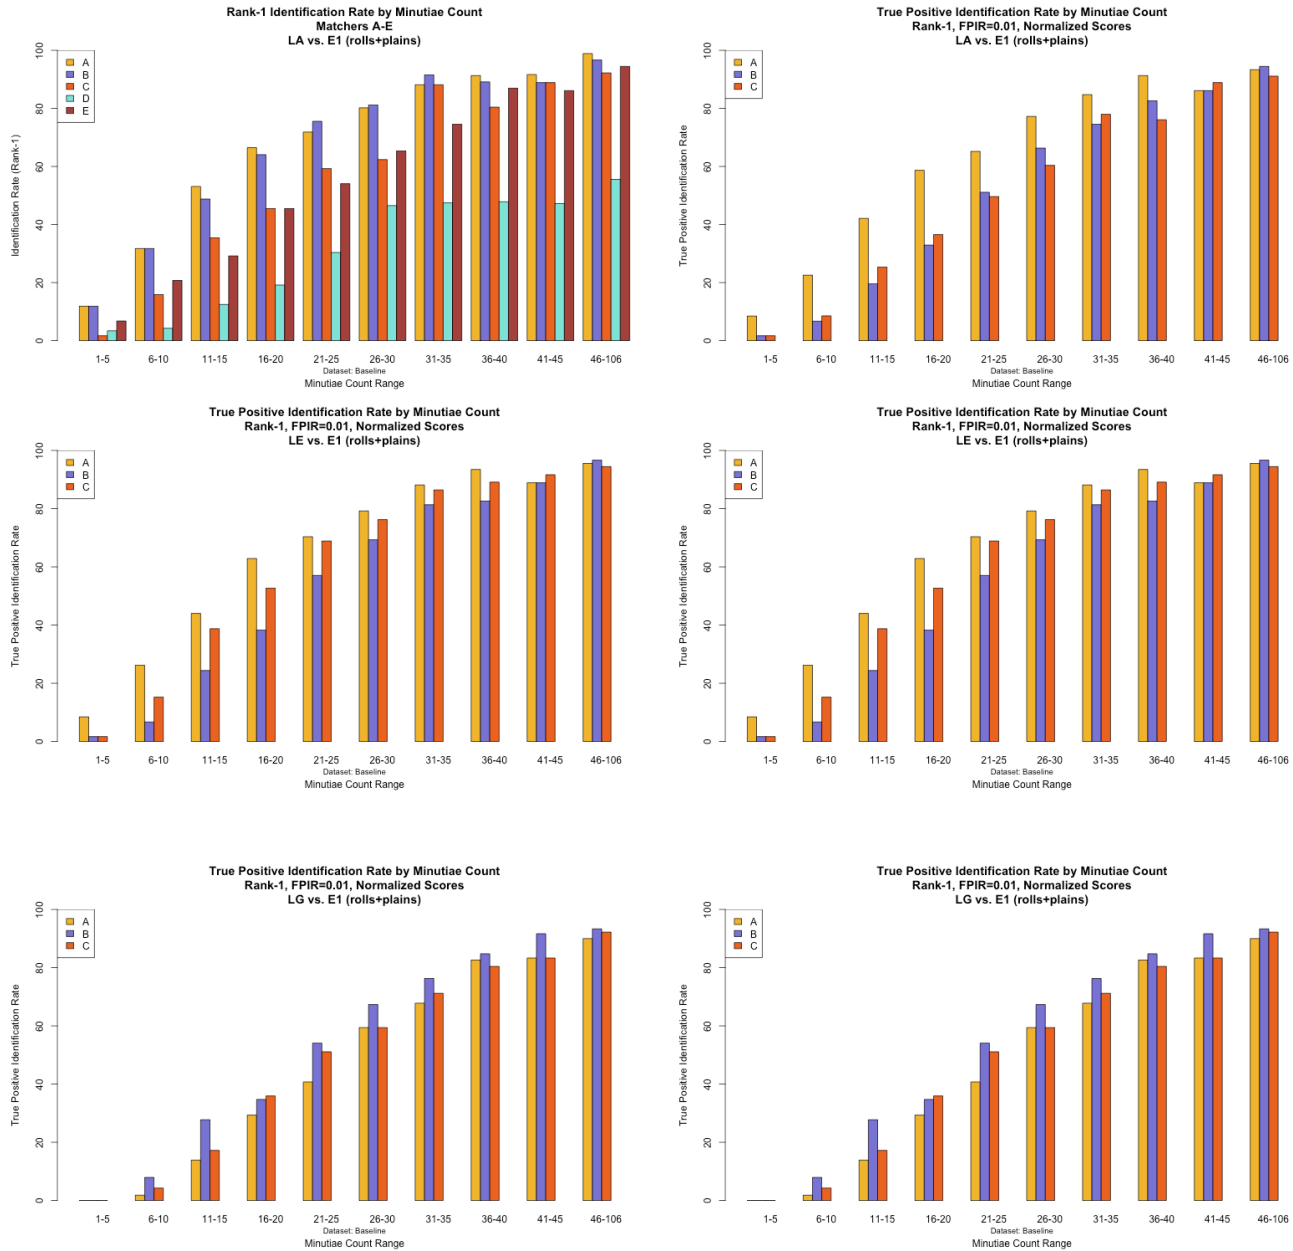 Rank-1 Identification Rate by Minutiae Count
Matchers A-E
LA vs. E1 (rolls+plains)
A
B
C
D
E
Identification Rate (Rank-1)
0 20 40 60 80 100
1-5 6-10 11-15 16-20 21-25 26-30 31-35 36-40 41-45 46-106
Dataset: Baseline
Minutiae Count Range
True Positive Identification Rate by Minutiae Count
Rank-1, FPIR=0.01, Normalized Scores
LA vs. E1 (rolls+plains)
A
B
C
True Positive Identification Rate
0 20 40 60 80 100
1-5 6-10 11-15 16-20 21-25 26-30 31-35 36-40 41-45 46-106
Dataset: Baseline
Minutiae Count Range
True Positive Identification Rate by Minutiae Count
Rank-1, FPIR=0.01, Normalized Scores
LE vs. E1 (rolls+plains)
A
B
C
True Positive Identification Rate
0 20 40 60 80 100
1-5 6-10 11-15 16-20 21-25 26-30 31-35 36-40 41-45 46-106
Dataset: Baseline
Minutiae Count Range
True Positive Identification Rate by Minutiae Count
Rank-1, FPIR=0.01, Normalized Scores
LE vs. E1 (rolls+plains)
A
B
C
True Positive Identification Rate
0 20 40 60 80 100
1-5 6-10 11-15 16-20 21-25 26-30 31-35 36-40 41-45 46-106
Dataset: Baseline
Minutiae Count Range
True Positive Identification Rate by Minutiae Count
Rank-1, FPIR=0.01, Normalized Scores
LG vs. E1 (rolls+plains)
A
B
C
True Positive Identification Rate
0 20 40 60 80 100
1-5 6-10 11-15 16-20 21-25 26-30 31-35 36-40 41-45 46-106
Dataset: Baseline
Minutiae Count Range
True Positive Identification Rate by Minutiae Count
Rank-1, FPIR=0.01, Normalized Scores
LG vs. E1 (rolls+plains)
A
B
C
True Positive Identification Rate
0 20 40 60 80 100
1-5 6-10 11-15 16-20 21-25 26-30 31-35 36-40 41-45 46-106
Dataset: Baseline
Minutiae Count Range